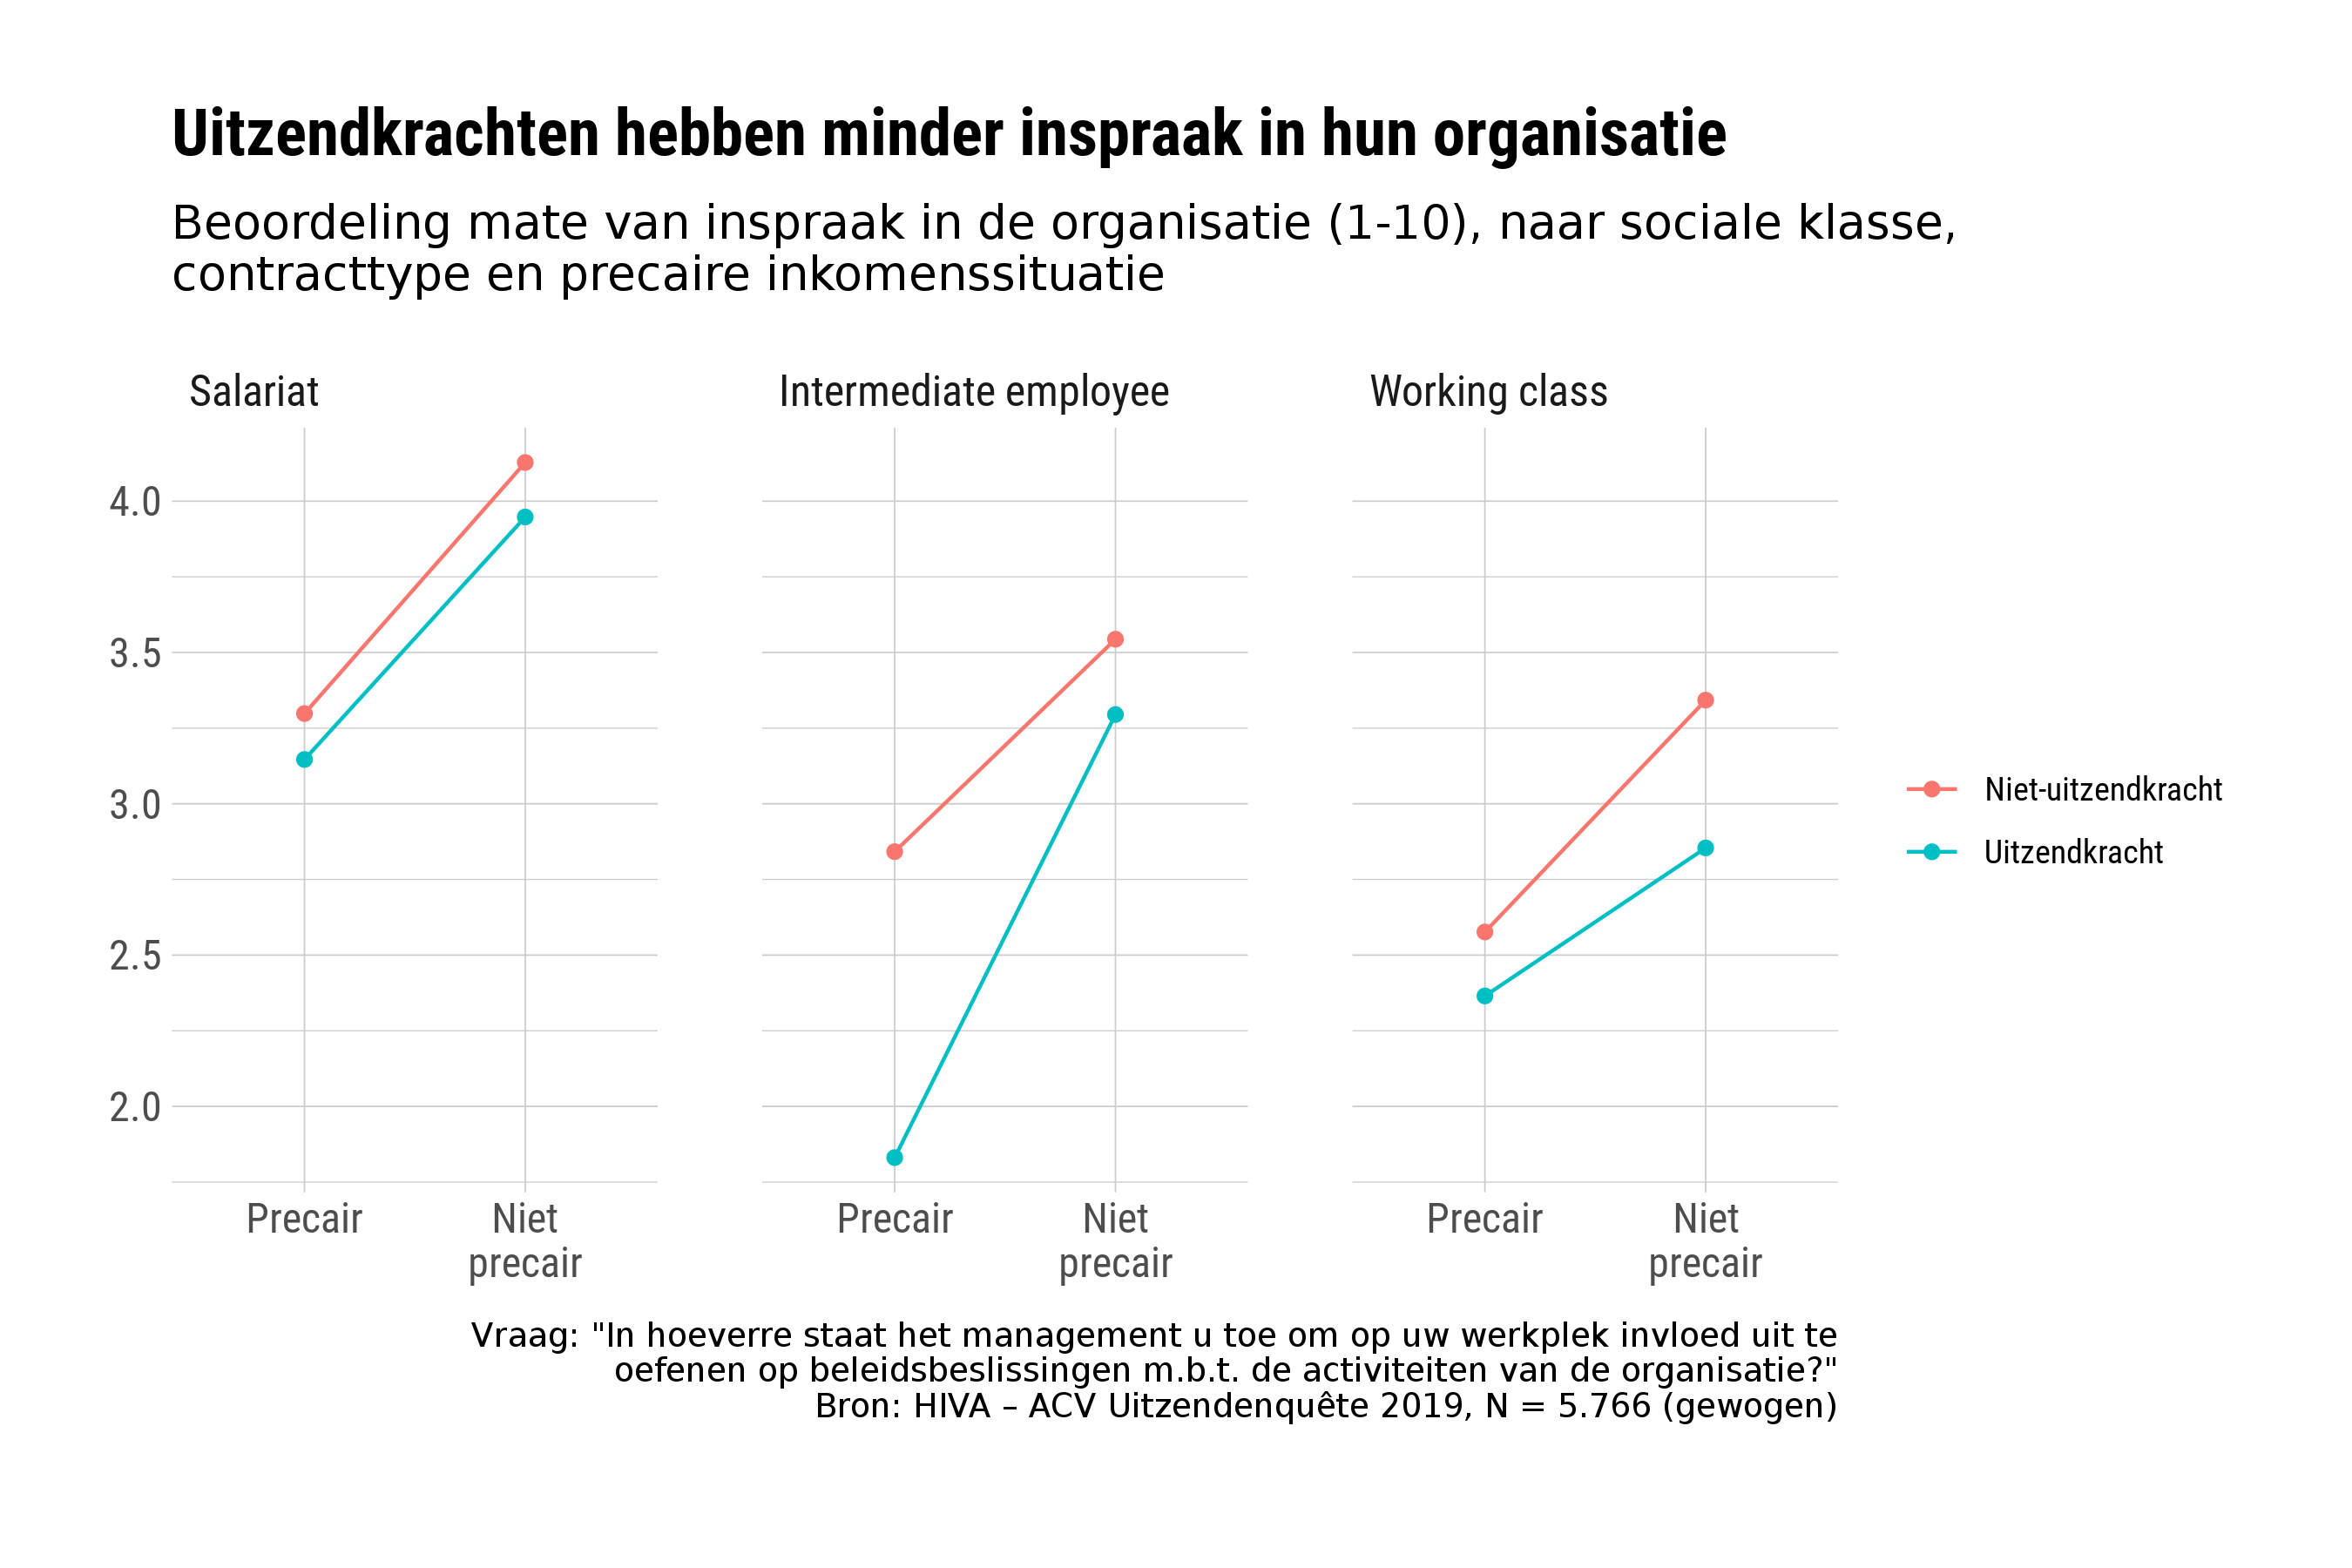 Uitzendkrachten hebben minder inspraak in hun organisatie
Beoordeling mate van inspraak in de organisatie (1-10), naar sociale klasse,
contracttype en precaire inkomenssituatie
Salariat
Intermediate employee
Working class
4.0
3.5
3.0
2.5
2.0
Precair
Niet
precair
Precair
Niet
precair
Precair
Niet
precair
Niet-uitzendkracht
Uitzendkracht
Vraag: "In hoeverre staat het management u toe om op uw werkplek invloed uit te
oefenen op beleidsbeslissingen m.b.t. de activiteiten van de organisatie?"
Bron: HIVA – ACV Uitzendenquête 2019, N = 5.766 (gewogen)